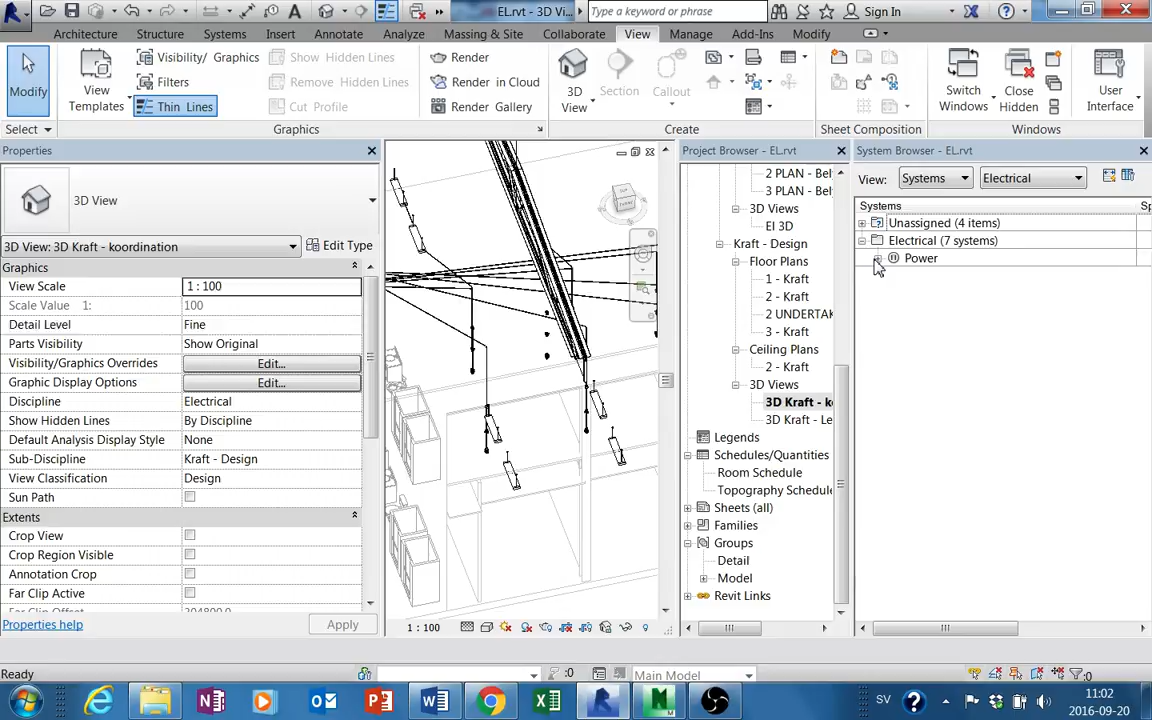 EL.rvt - 3D Vi...
Type a keyword or phrase
Sign In
Architecture
Structure
Systems
Insert
Annotate
Analyze
Massing & Site
Collaborate
View
Manage
Add-Ins
Modify
Modify
View Templates
Visibility/ Graphics
Filters
Thin Lines
Show Hidden Lines
Remove Hidden Lines
Cut Profile
Render
Render in Cloud
Render Gallery
3D View
Section
Callout
Switch Windows
Close Hidden
User Interface
Select
Graphics
Create
Sheet Composition
Windows
Properties
3D View
3D View: 3D Kraft - koordination
Edit Type
Graphics
View Scale
1 : 100
Scale Value 1:
100
Detail Level
Fine
Parts Visibility
Show Original
Visibility/Graphics Overrides
Edit...
Graphic Display Options
Edit...
Discipline
Electrical
Show Hidden Lines
By Discipline
Default Analysis Display Style
None
Sub-Discipline
Kraft - Design
View Classification
Design
Sun Path
Extents
Crop View
Crop Region Visible
Annotation Crop
Far Clip Active
Far Clip Offset
304800.0
Properties help
Apply
1 : 100
Project Browser - EL.rvt
2 PLAN - Bel
3 PLAN - Bel
3D Views
El 3D
Kraft - Design
Floor Plans
1 - Kraft
2 - Kraft
2 UNDERTAK
3 - Kraft
Ceiling Plans
2 - Kraft
3D Views
3D Kraft - ko
3D Kraft - Le
Legends
Schedules/Quantities
Room Schedule
Topography Schedule
Sheets (all)
Families
Groups
Detail
Model
Revit Links
System Browser - EL.rvt
View:
Systems
Electrical
Systems
Sp
Unassigned (4 items)
Electrical (7 systems)
Power
Ready
:0
Main Model
:0
SV
11:02
2016-09-20